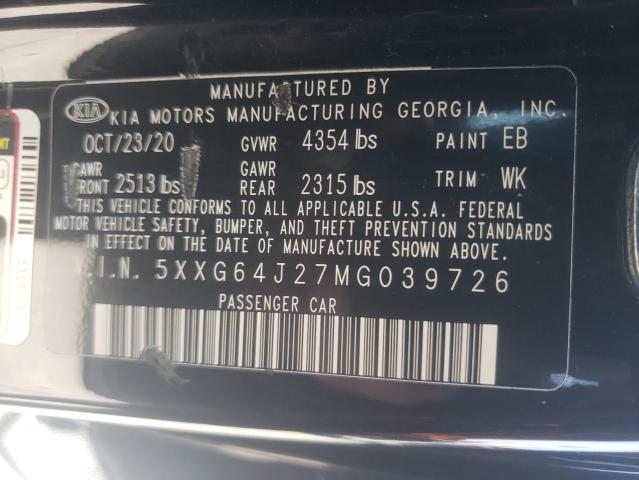 MANUFACTURED BY
KIA KIA MOTORS MANUFACTURING GEORGIA, INC.
OCT/23/20 GVWR 4354 lbs PAINT EB
GAWR FRONT 2513 lbs GAWR REAR 2315 lbs TRIM WK
THIS VEHICLE CONFORMS TO ALL APPLICABLE U.S.A. FEDERAL
MOTOR VEHICLE SAFETY, BUMPER, AND THEFT PREVENTION STANDARDS
IN EFFECT ON THE DATE OF MANUFACTURE SHOWN ABOVE.
V.I.N. 5XXG64J27MG039726
PASSENGER CAR